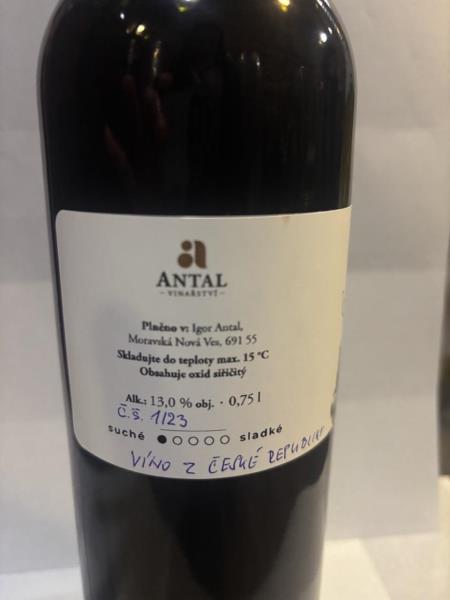 a
ANTAL
– VINAŘSTVÍ –
Plněno v: Igor Antal,
Moravská Nová Ves, 691 55
Skladujte do teploty max. 15 °C
Obsahuje oxid siřičitý
Alk.: 13,0 % obj. · 0,75 l
Č.š. 1/23
suché ●○○○○ sladké
VÍNO Z ČESKÉ REPUBLIKY